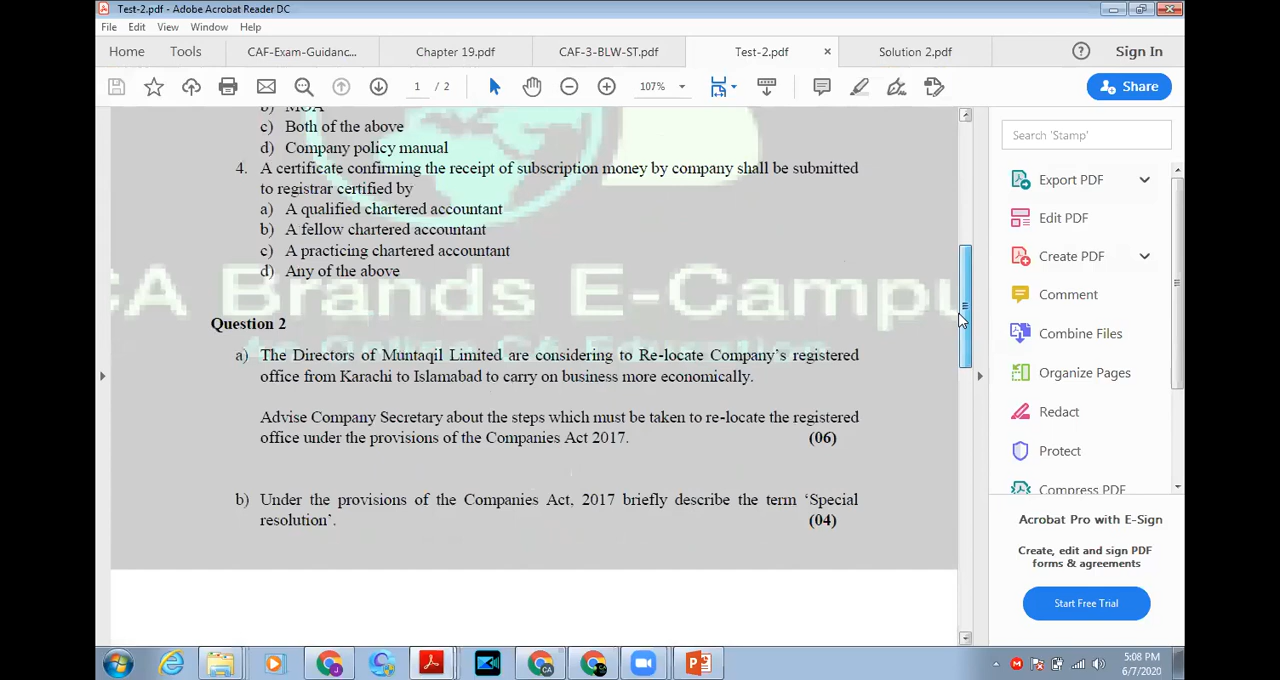 Test-2.pdf - Adobe Acrobat Reader DC
File Edit View Window Help
Home Tools CAF-Exam-Guidanc... Chapter 19.pdf CAF-3-BLW-ST.pdf Test-2.pdf × Solution 2.pdf Sign In
1 / 2 107% Share
b) MOA
c) Both of the above
d) Company policy manual
4. A certificate confirming the receipt of subscription money by company shall be submitted
to registrar certified by
a) A qualified chartered accountant
b) A fellow chartered accountant
c) A practicing chartered accountant
d) Any of the above
CA Brands E-Campu
Question 2
An Online CA Education
a) The Directors of Muntaqil Limited are considering to Re-locate Company's registered
office from Karachi to Islamabad to carry on business more economically.
Advise Company Secretary about the steps which must be taken to re-locate the registered
office under the provisions of the Companies Act 2017. (06)
b) Under the provisions of the Companies Act, 2017 briefly describe the term 'Special
resolution'. (04)
Search 'Stamp'
Export PDF
Edit PDF
Create PDF
Comment
Combine Files
Organize Pages
Redact
Protect
Compress PDF
Acrobat Pro with E-Sign
Create, edit and sign PDF
forms & agreements
Start Free Trial
5:08 PM
6/7/2020